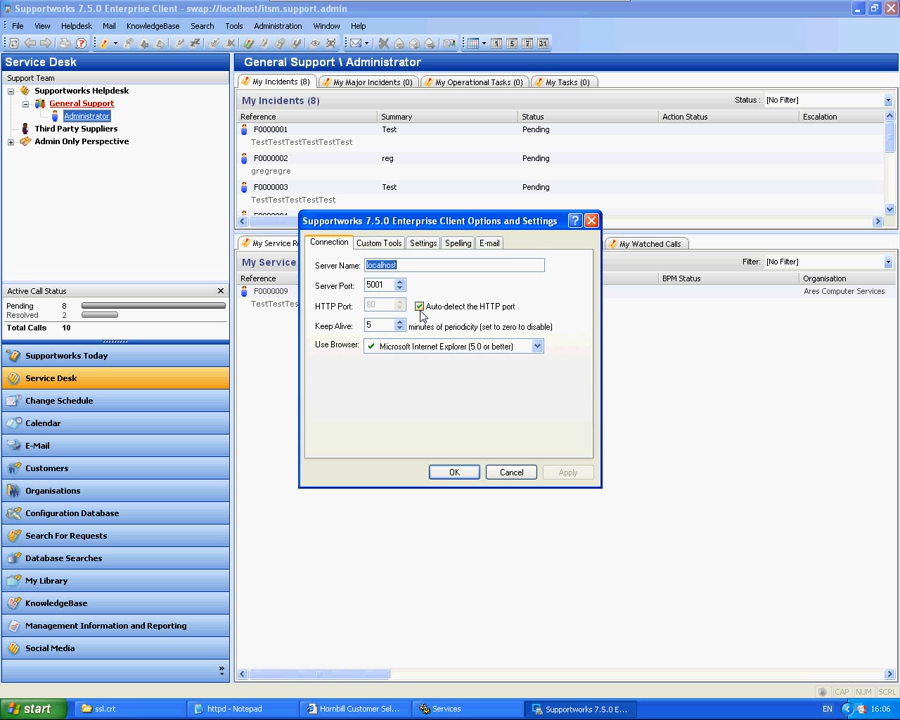 Supportworks 7.5.0 Enterprise Client - swap://localhost/itsm.support.admin
File View Helpdesk Mail KnowledgeBase Search Tools Administration Window Help
Service Desk
Support Team
Supportworks Helpdesk
General Support
Administrator
Third Party Suppliers
Admin Only Perspective
Active Call Status
Pending 8
Resolved 2
Total Calls 10
Supportworks Today
Service Desk
Change Schedule
Calendar
E-Mail
Customers
Organisations
Configuration Database
Search For Requests
Database Searches
My Library
KnowledgeBase
Management Information and Reporting
Social Media
General Support \ Administrator
My Incidents (8) My Major Incidents (0) My Operational Tasks (0) My Tasks (0)
My Incidents (8) Status : [No Filter]
Reference Summary Status Action Status Escalation
F0000001 Test Pending
TestTestTestTestTestTest
F0000002 reg Pending
gregregre
F0000003 Test Pending
TestTestTestTestTest
My Service Re My Watched Calls
My Service Filter: [No Filter]
Reference BPM Status Organisation
F0000009 Ares Computer Services
Supportworks 7.5.0 Enterprise Client Options and Settings
Connection Custom Tools Settings Spelling E-mail
Server Name: localhost
Server Port: 5001
HTTP Port: 80 Auto-detect the HTTP port
Keep Alive: 5 minutes of periodicity (set to zero to disable)
Use Browser: Microsoft Internet Explorer (5.0 or better)
OK Cancel Apply
CAP NUM SCRL
start ssl.crt httpd - Notepad Hornbill Customer Sel... Services Supportworks 7.5.0 E... EN 16:06